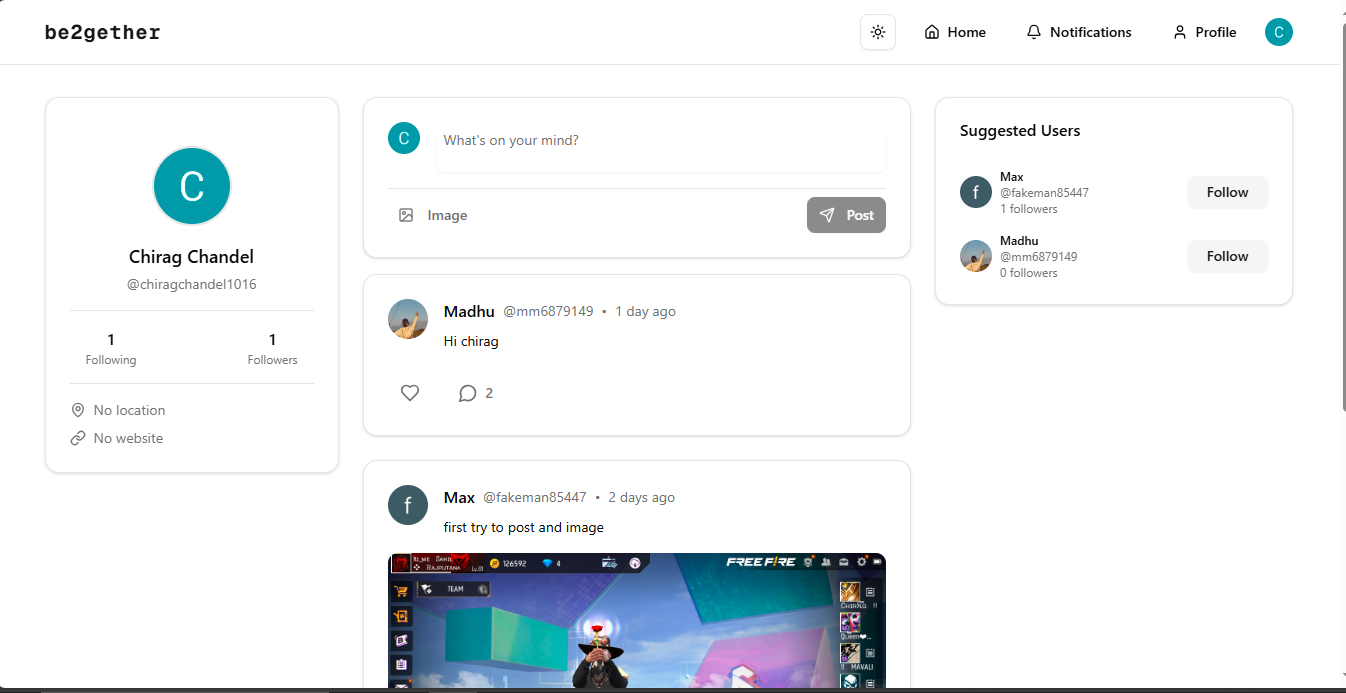 be2gether
Home
Notifications
Profile
C
C
Chirag Chandel
@chiragchandel1016
1
Following
1
Followers
No location
No website
C
What's on your mind?
Image
Post
Madhu @mm6879149 • 1 day ago
Hi chirag
2
f
Max @fakeman85447 • 2 days ago
first try to post and image
RAJPUTANA
126592
4
FREE FIRE
TEAM
MAVALI
Suggested Users
f
Max
@fakeman85447
1 followers
Follow
Madhu
@mm6879149
0 followers
Follow